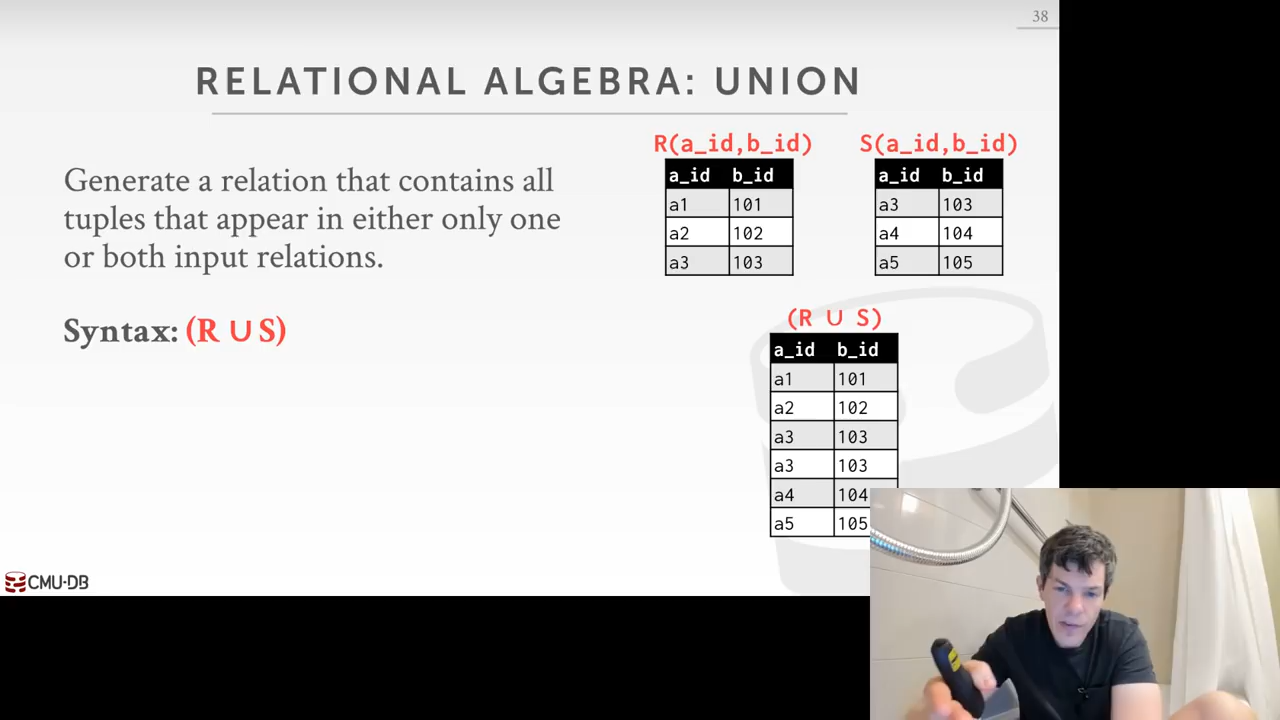 38
RELATIONAL ALGEBRA: UNION
Generate a relation that contains all
tuples that appear in either only one
or both input relations.
Syntax: (R ∪ S)
R(a_id,b_id)
a_id b_id
a1 101
a2 102
a3 103
S(a_id,b_id)
a_id b_id
a3 103
a4 104
a5 105
(R ∪ S)
a_id b_id
a1 101
a2 102
a3 103
a3 103
a4 104
a5 105
CMU·DB